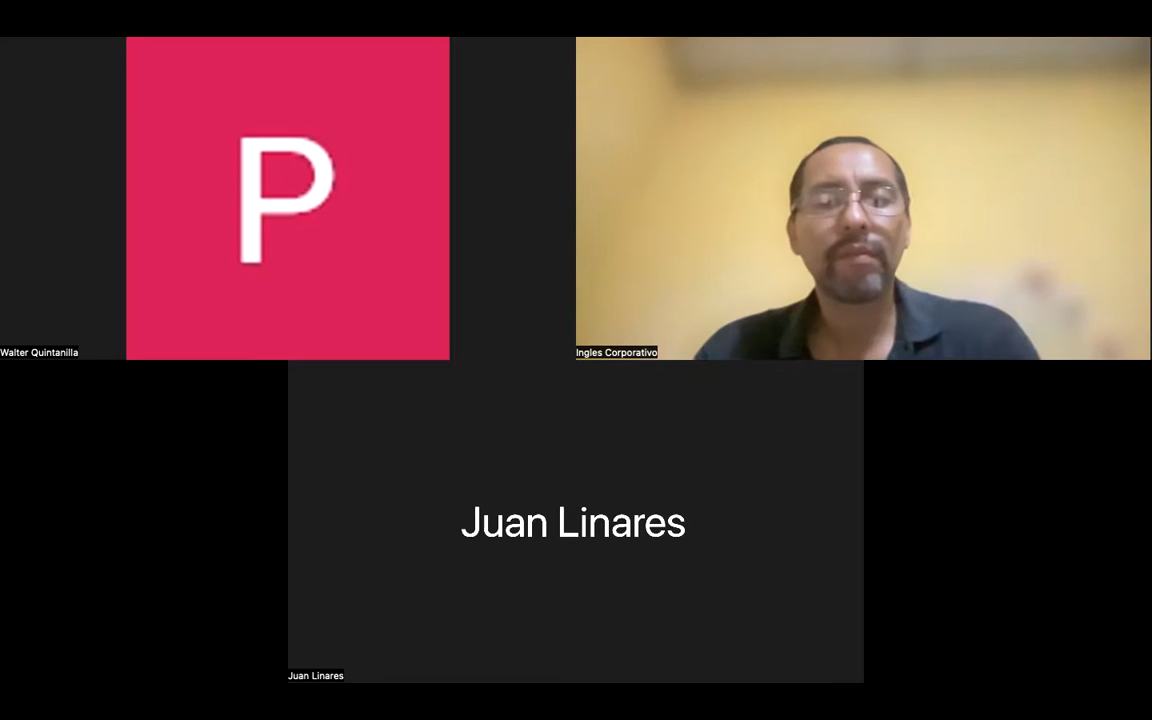 P
Walter Quintanilla
Ingles Corporativo
Juan Linares
Juan Linares